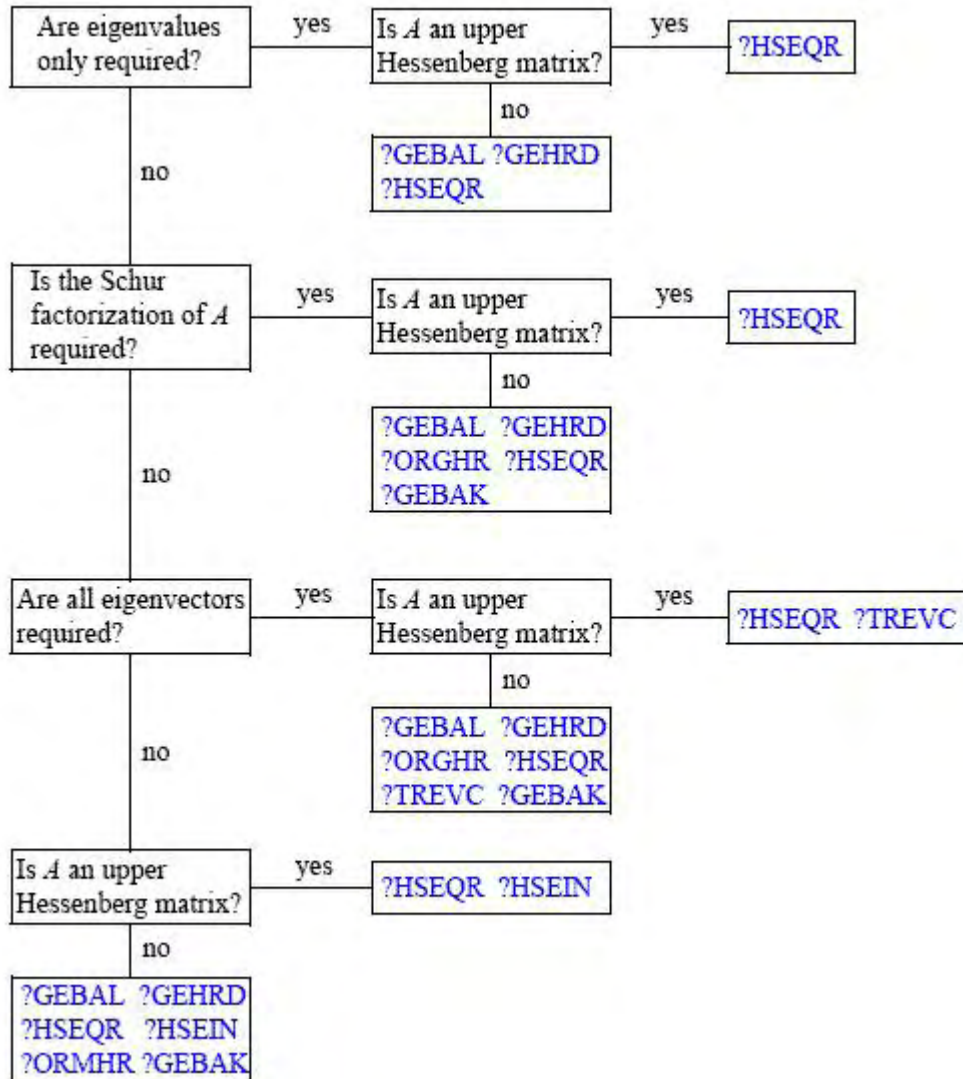 Are eigenvalues
only required?
yes
Is A an upper
Hessenberg matrix?
yes
?HSEQR
no
?GEBAL ?GEHRD
?HSEQR
no
Is the Schur
factorization of A
required?
yes
Is A an upper
Hessenberg matrix?
yes
?HSEQR
no
?GEBAL ?GEHRD
?ORGHR ?HSEQR
?GEBAK
no
Are all eigenvectors
required?
yes
Is A an upper
Hessenberg matrix?
yes
?HSEQR ?TREVC
no
?GEBAL ?GEHRD
?ORGHR ?HSEQR
?TREVC ?GEBAK
no
Is A an upper
Hessenberg matrix?
yes
?HSEQR ?HSEIN
no
?GEBAL ?GEHRD
?HSEQR ?HSEIN
?ORMHR ?GEBAK